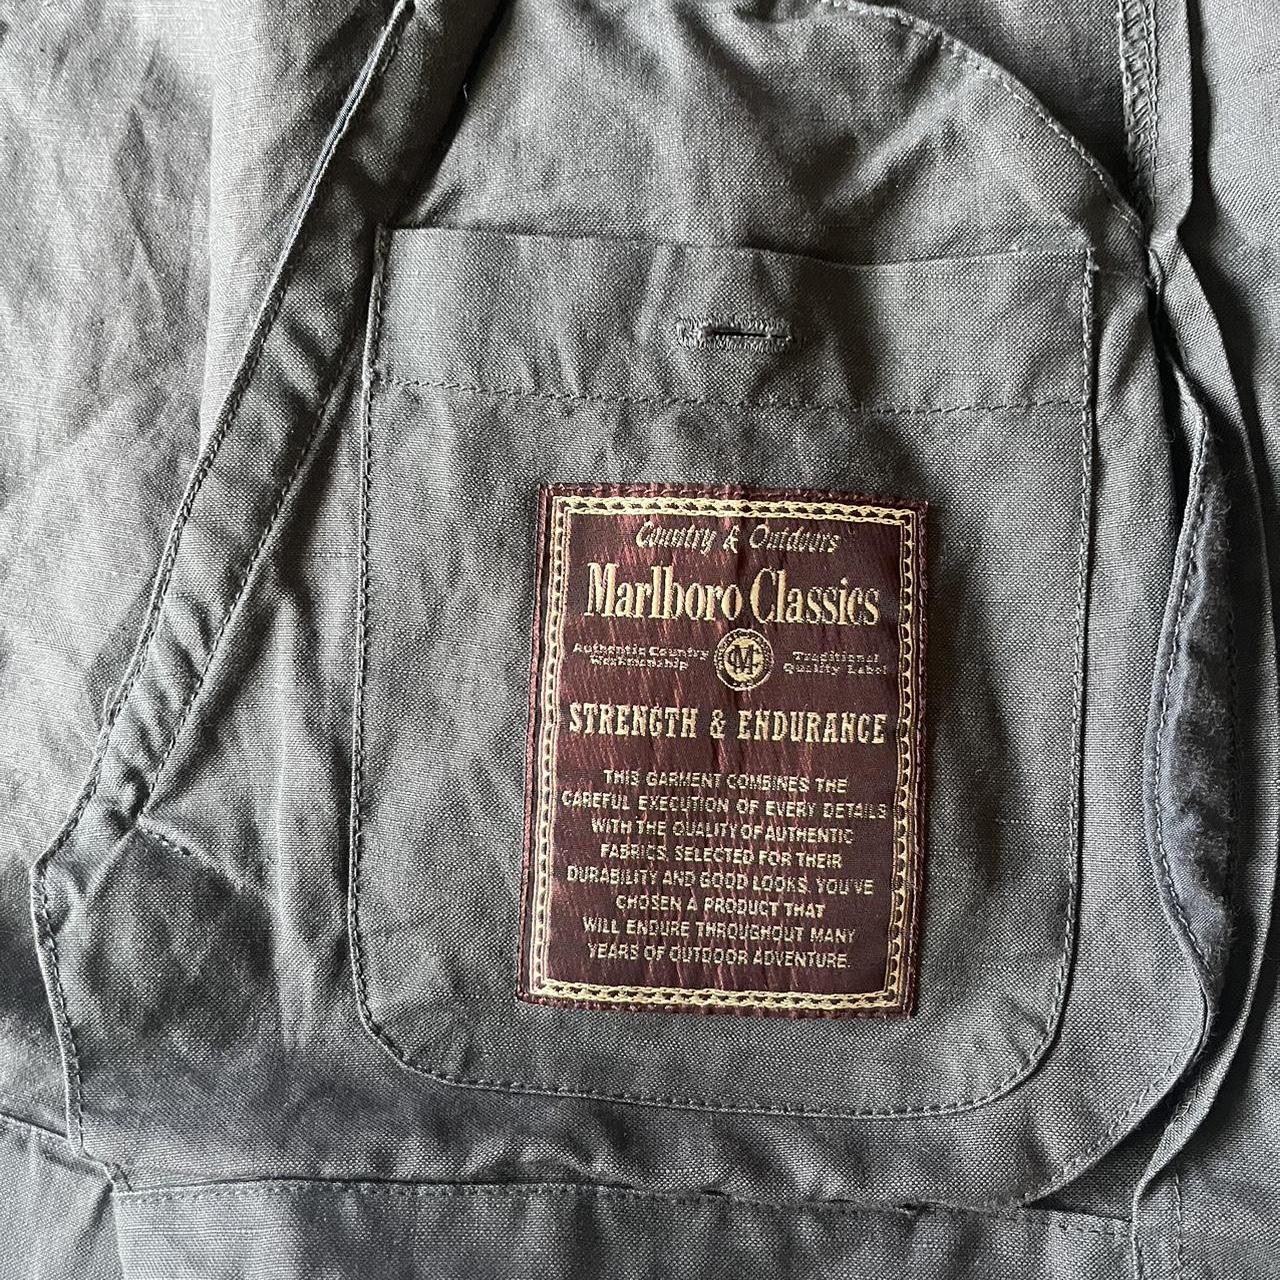 Country & Outdoors
Marlboro Classics
Authentic Country Workmanship
MC
Traditional Quality Label
STRENGTH & ENDURANCE
THIS GARMENT COMBINES THE
CAREFUL EXECUTION OF EVERY DETAILS
WITH THE QUALITY OF AUTHENTIC
FABRICS, SELECTED FOR THEIR
DURABILITY AND GOOD LOOKS. YOU'VE
CHOSEN A PRODUCT THAT
WILL ENDURE THROUGHOUT MANY
YEARS OF OUTDOOR ADVENTURE.